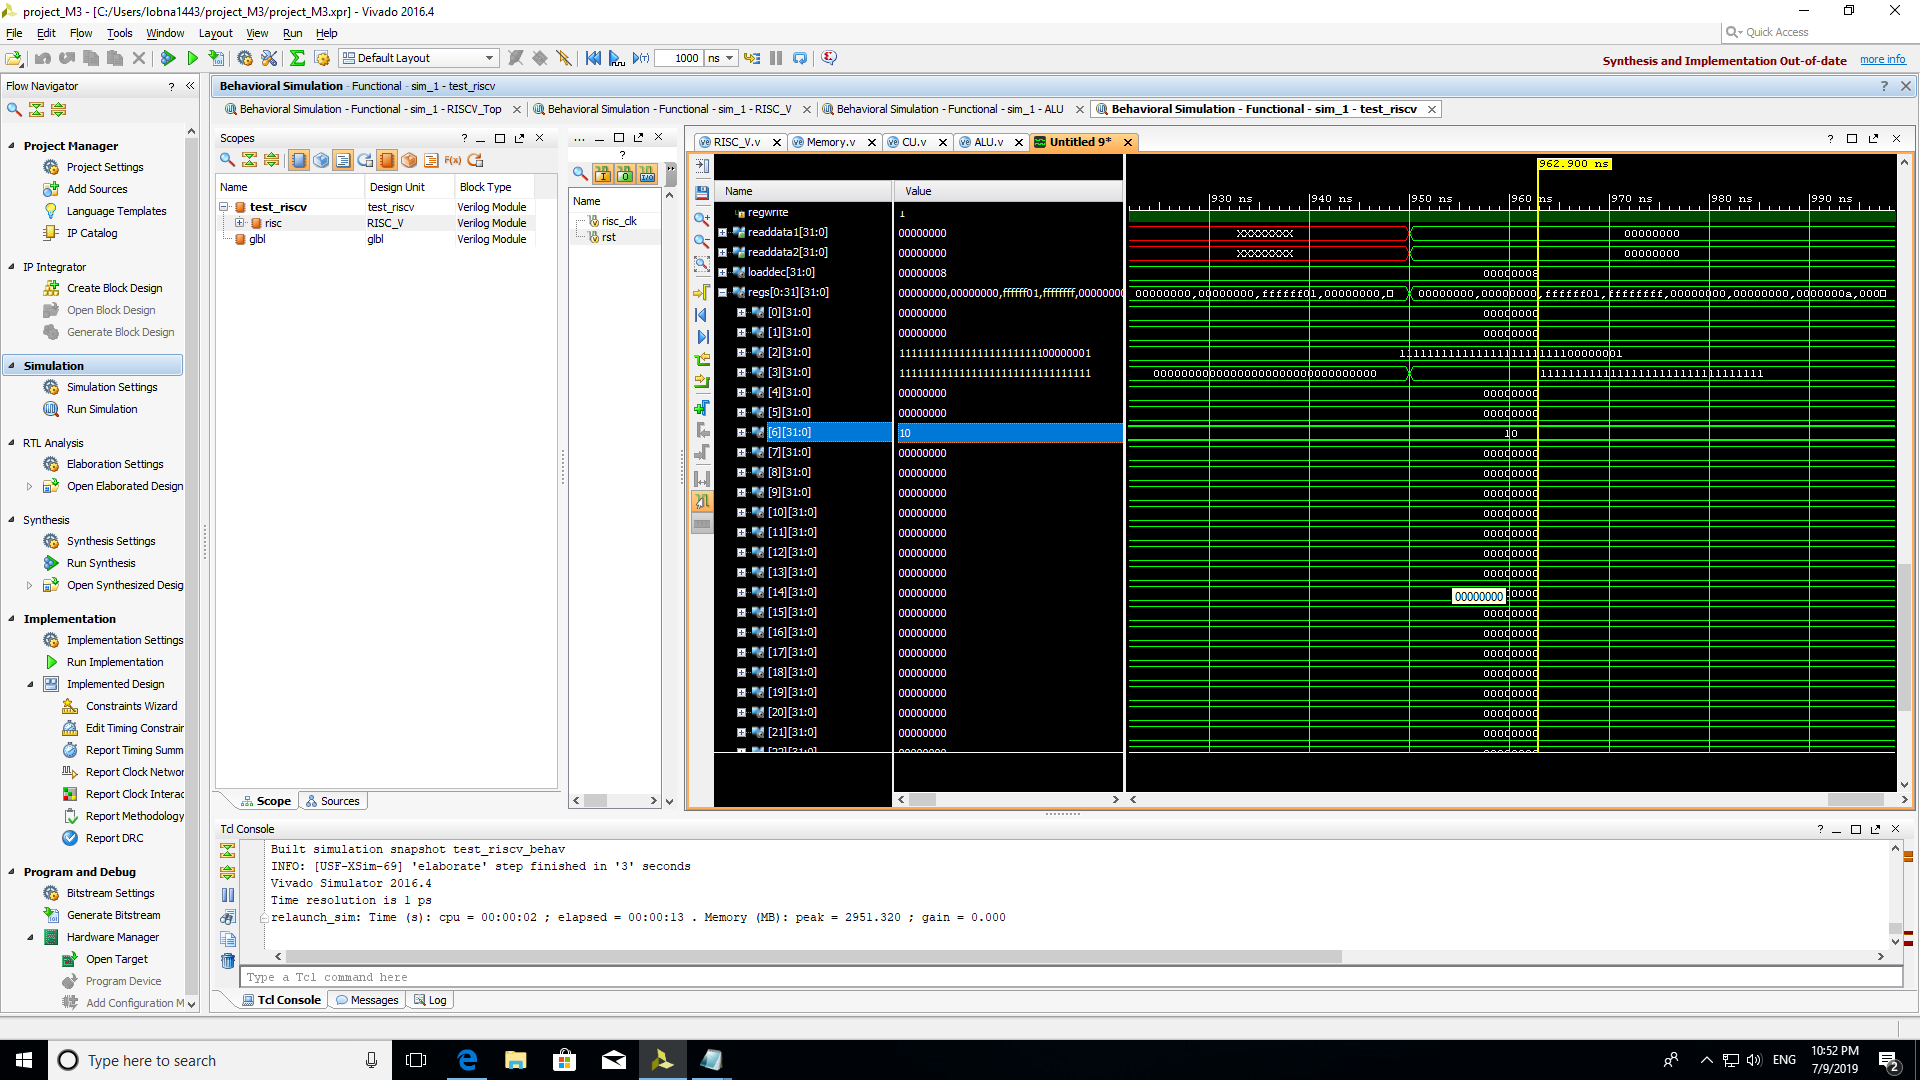 project_M3 - [C:/Users/lobna1443/project_M3/project_M3.xpr] - Vivado 2016.4
File Edit Flow Tools Window Layout View Run Help
Quick Access
Default Layout 1000 ns
Synthesis and Implementation Out-of-date more info
Flow Navigator ? «
Project Manager
Project Settings
Add Sources
Language Templates
IP Catalog
IP Integrator
Create Block Design
Open Block Design
Generate Block Design
Simulation
Simulation Settings
Run Simulation
RTL Analysis
Elaboration Settings
Open Elaborated Design
Synthesis
Synthesis Settings
Run Synthesis
Open Synthesized Desig
Implementation
Implementation Settings
Run Implementation
Implemented Design
Constraints Wizard
Edit Timing Constrair
Report Timing Summ
Report Clock Networ
Report Clock Interac
Report Methodology
Report DRC
Program and Debug
Bitstream Settings
Generate Bitstream
Hardware Manager
Open Target
Program Device
Add Configuration M
Behavioral Simulation - Functional - sim_1 - test_riscv
Behavioral Simulation - Functional - sim_1 - RISCV_Top
Behavioral Simulation - Functional - sim_1 - RISC_V
Behavioral Simulation - Functional - sim_1 - ALU
Behavioral Simulation - Functional - sim_1 - test_riscv
Scopes
F(x)
Name Design Unit Block Type
test_riscv test_riscv Verilog Module
risc RISC_V Verilog Module
glbl glbl Verilog Module
Scope Sources
...
?
Name
risc_clk
rst
RISC_V.v Memory.v CU.v ALU.v Untitled 9*
962.900 ns
Name Value
930 ns 940 ns 950 ns 960 ns 970 ns 980 ns 990 ns
regwrite 1
readdata1[31:0] 00000000 XXXXXXXX 00000000
readdata2[31:0] 00000000 XXXXXXXX 00000000
loaddec[31:0] 00000008 00000008
regs[0:31][31:0] 00000000,00000000,ffffff01,ffffffff,00000000 00000000,00000000,ffffff01,00000000, 00000000,00000000,ffffff01,ffffffff,00000000,00000000,0000000a,000
[0][31:0] 00000000 00000000
[1][31:0] 00000000 00000000
[2][31:0] 11111111111111111111111100000001 11111111111111111111111100000001
[3][31:0] 11111111111111111111111111111111 00000000000000000000000000000000 11111111111111111111111111111111
[4][31:0] 00000000 00000000
[5][31:0] 00000000 00000000
[6][31:0] 10 10
[7][31:0] 00000000 00000000
[8][31:0] 00000000 00000000
[9][31:0] 00000000 00000000
[10][31:0] 00000000 00000000
[11][31:0] 00000000 00000000
[12][31:0] 00000000 00000000
[13][31:0] 00000000 00000000
[14][31:0] 00000000 00000000
[15][31:0] 00000000 00000000
[16][31:0] 00000000 00000000
[17][31:0] 00000000 00000000
[18][31:0] 00000000 00000000
[19][31:0] 00000000 00000000
[20][31:0] 00000000 00000000
[21][31:0] 00000000 00000000
Tcl Console
Built simulation snapshot test_riscv_behav
INFO: [USF-XSim-69] 'elaborate' step finished in '3' seconds
Vivado Simulator 2016.4
Time resolution is 1 ps
relaunch_sim: Time (s): cpu = 00:00:02 ; elapsed = 00:00:13 . Memory (MB): peak = 2951.320 ; gain = 0.000
Type a Tcl command here
Tcl Console Messages Log
Type here to search
ENG
10:52 PM
7/9/2019
2